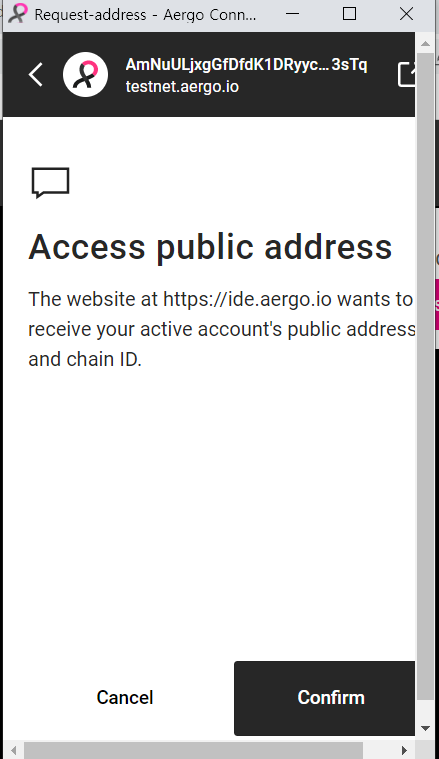 Request-address - Aergo Conn...
AmNuULjxgGfDfdK1DRyyc...3sTq
testnet.aergo.io
Access public address
The website at https://ide.aergo.io wants to
receive your active account's public address
and chain ID.
Cancel
Confirm